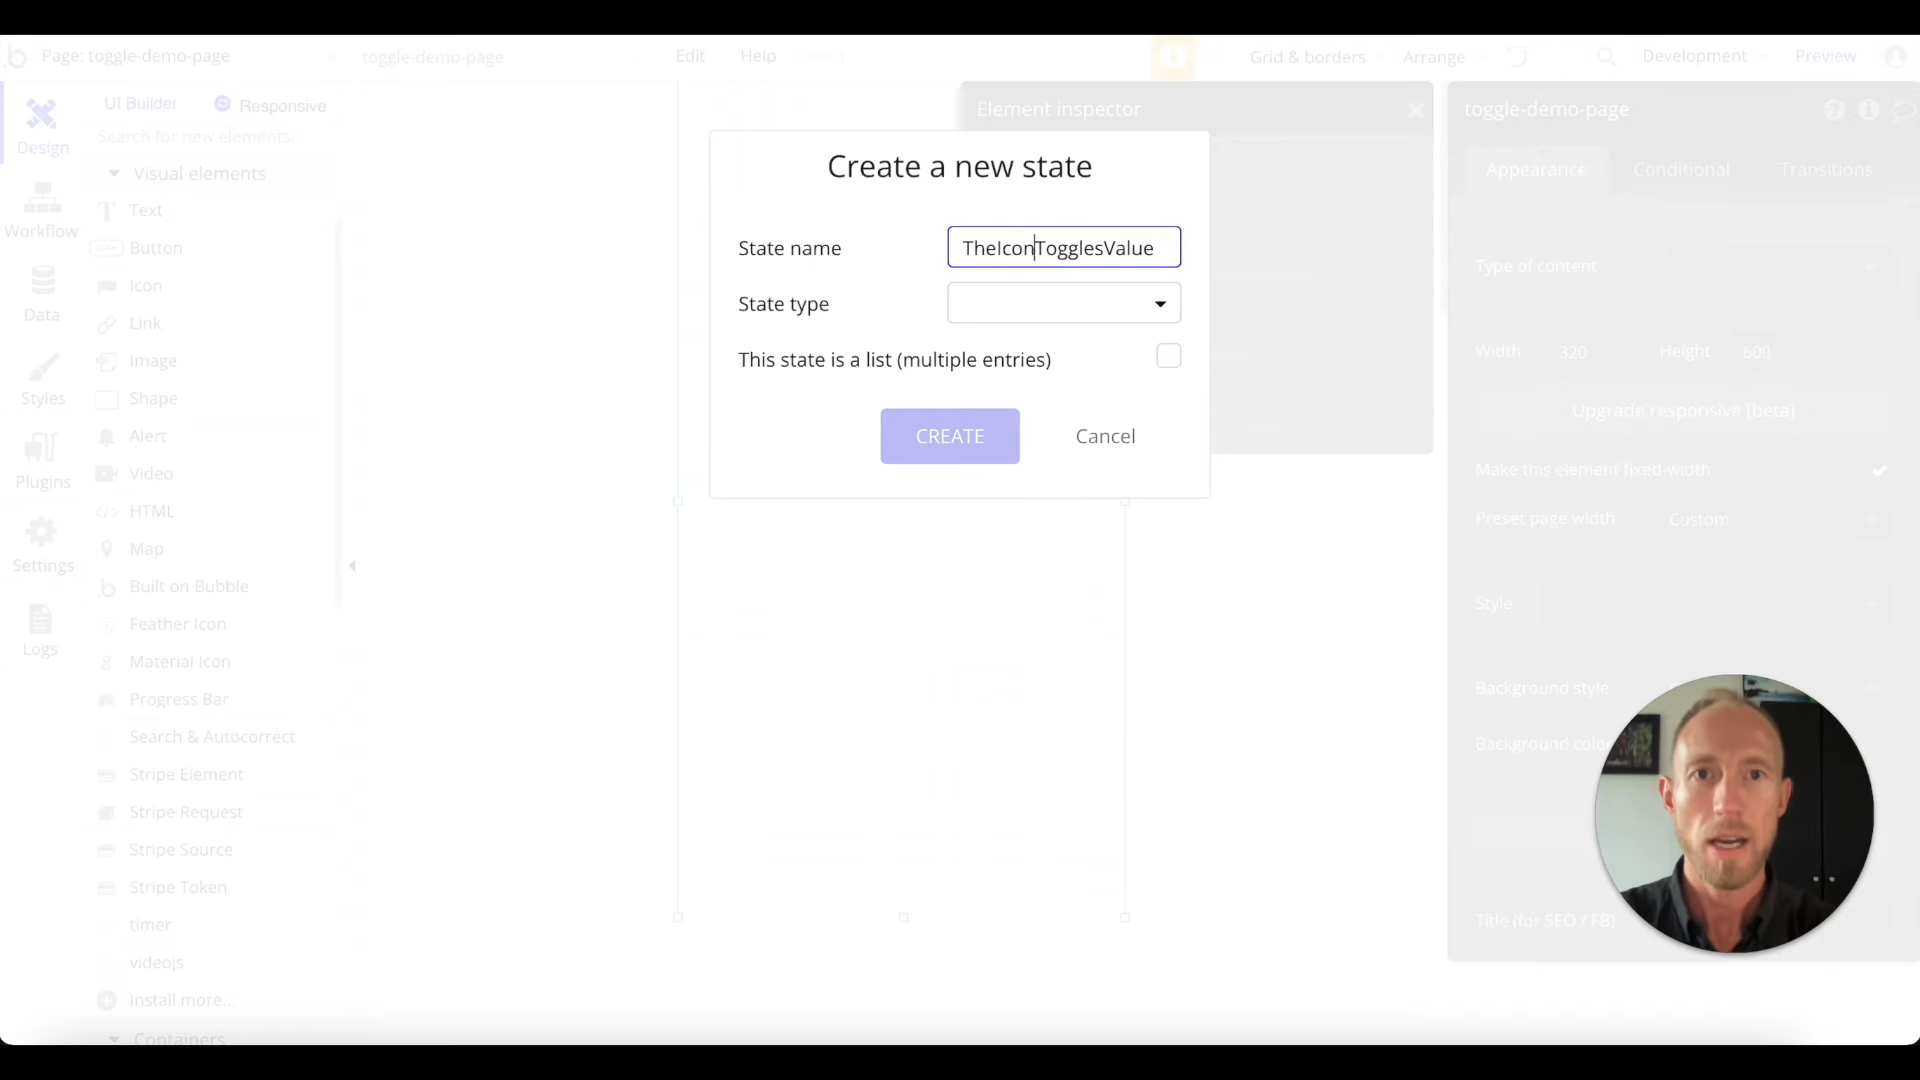 Page: toggle-demo-page
toggle-demo-page
Edit
Help
Grid & borders
Arrange
Development
Preview
UI Builder
Responsive
Search for new elements...
Design
Workflow
Data
Styles
Plugins
Settings
Logs
Visual elements
Text
Button
Icon
Link
Image
Shape
Alert
Video
HTML
Map
Built on Bubble
Feather Icon
Material Icon
Progress Bar
Search & Autocorrect
Stripe Element
Stripe Request
Stripe Source
Stripe Token
timer
videojs
Install more...
Containers
Element inspector
Create a new state
State name
TheIconTogglesValue
State type
This state is a list (multiple entries)
CREATE
Cancel
toggle-demo-page
Appearance
Conditional
Transitions
Type of content
Width
320
Height
600
Upgrade responsive [beta]
Make this element fixed-width
Preset page width
Custom
Style
Background style
Background color
Title (for SEO / FB)